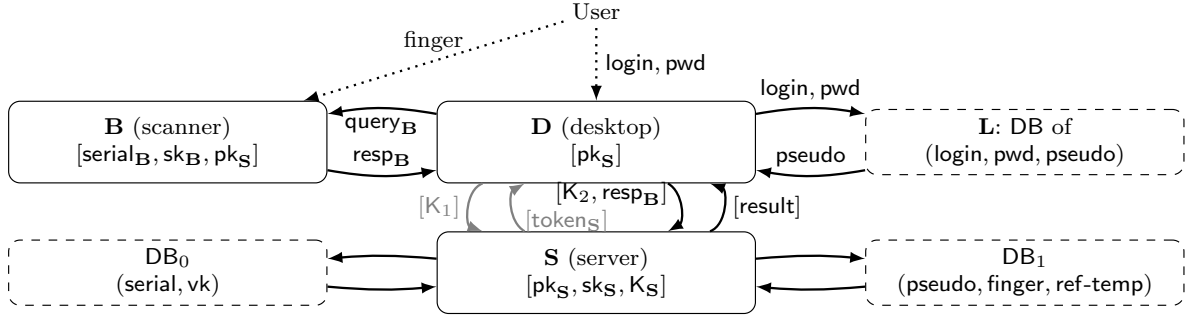 User
finger
login, pwd
login, pwd
B (scanner)
[serial_B, sk_B, pk_S]
query_B
resp_B
D (desktop)
[pk_S]
pseudo
L: DB of
(login, pwd, pseudo)
[K_1]
[token_S]
[K_2, resp_B]
[result]
DB_0
(serial, vk)
S (server)
[pk_S, sk_S, K_S]
DB_1
(pseudo, finger, ref-temp)